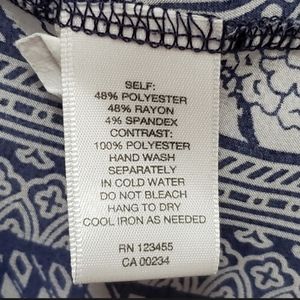 SELF:
48% POLYESTER
48% RAYON
4% SPANDEX
CONTRAST:
100% POLYESTER
HAND WASH
SEPARATELY
IN COLD WATER
DO NOT BLEACH
HANG TO DRY
COOL IRON AS NEEDED
RN 123455
CA 00234